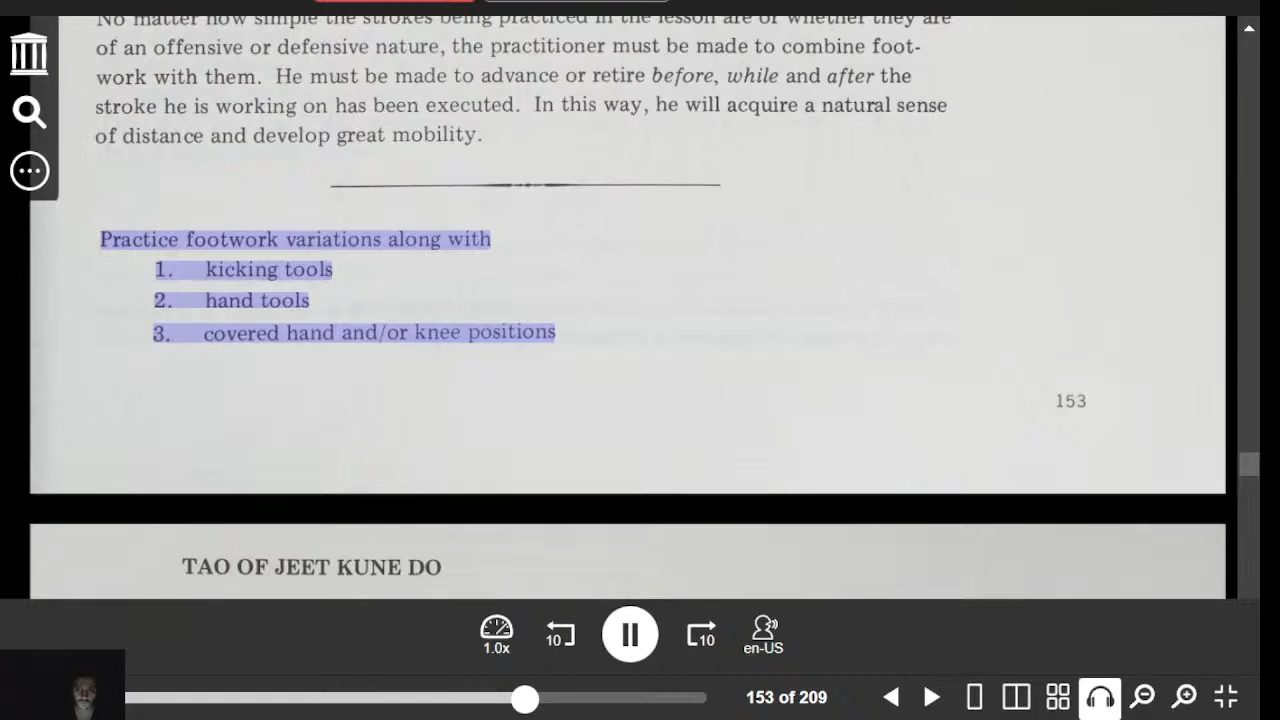 No matter how simple the strokes being practiced in the lesson are or whether they are
of an offensive or defensive nature, the practitioner must be made to combine foot-
work with them. He must be made to advance or retire before, while and after the
stroke he is working on has been executed. In this way, he will acquire a natural sense
of distance and develop great mobility.
Practice footwork variations along with
1. kicking tools
2. hand tools
3. covered hand and/or knee positions
153
TAO OF JEET KUNE DO
1.0x
10
10
en-US
153 of 209